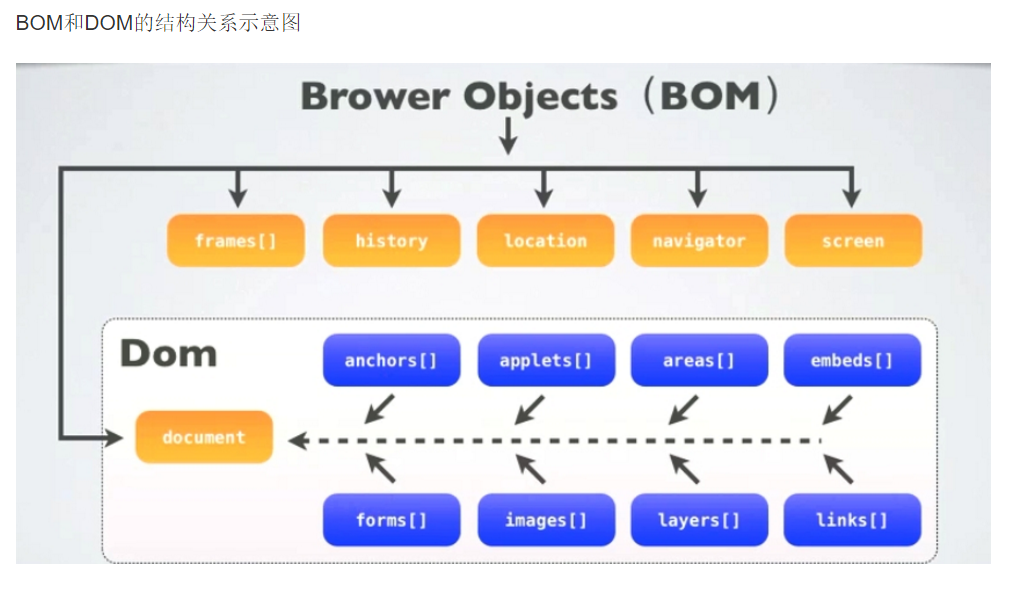 BOM和DOM的结构关系示意图
Brower Objects（BOM）
frames[] history location navigator screen
Dom
anchors[] applets[] areas[] embeds[]
document
forms[] images[] layers[] links[]